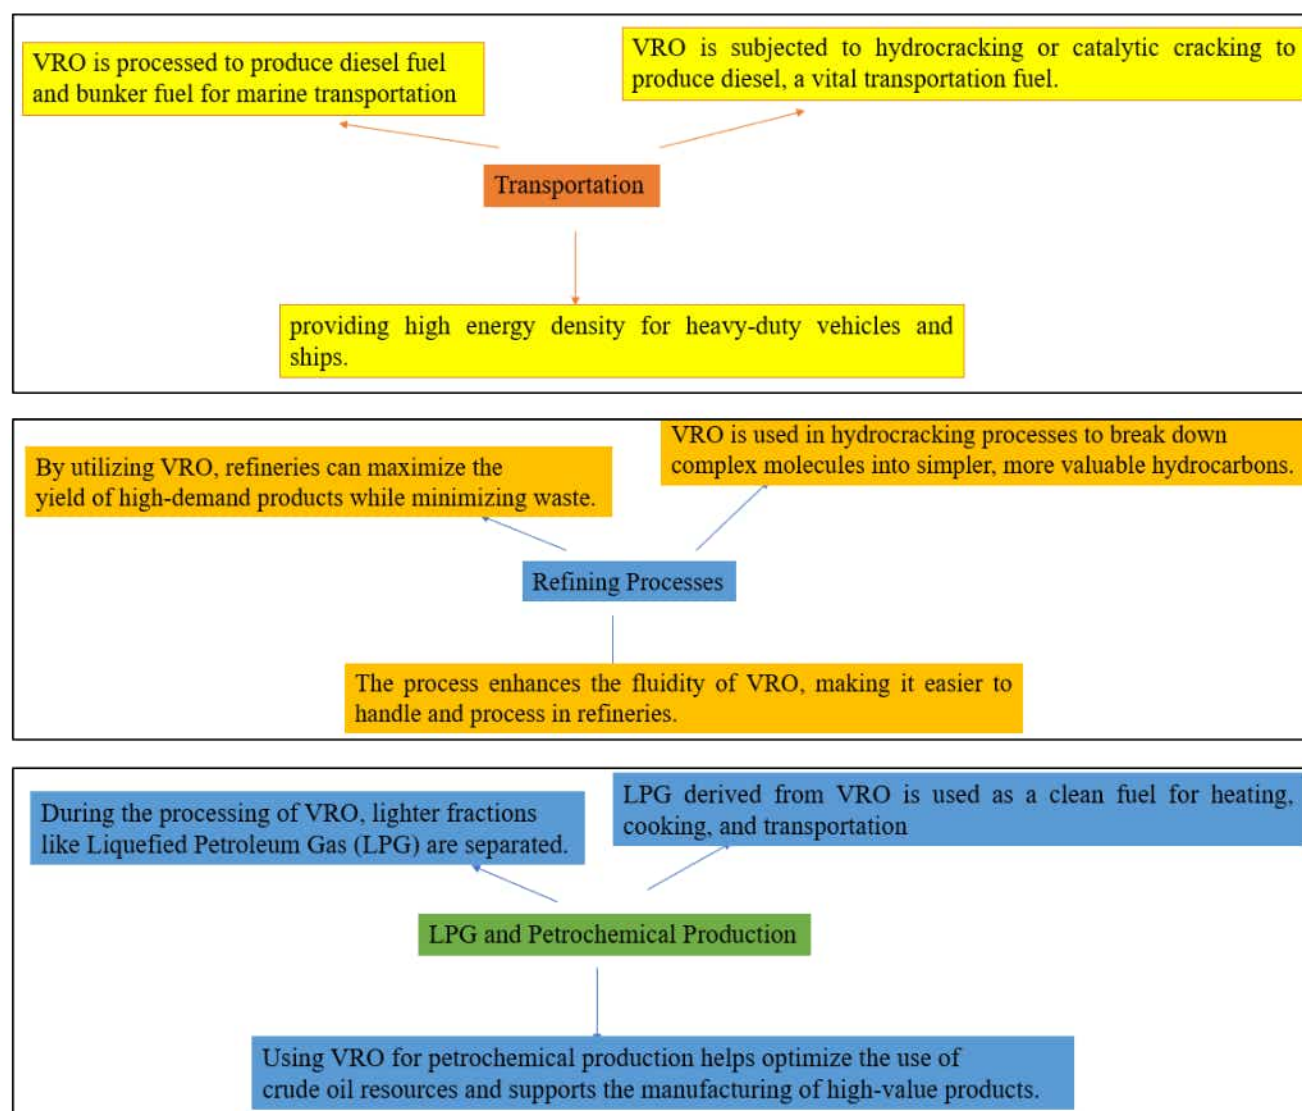 VRO is processed to produce diesel fuel
and bunker fuel for marine transportation
VRO is subjected to hydrocracking or catalytic cracking to
produce diesel, a vital transportation fuel.
Transportation
providing high energy density for heavy-duty vehicles and
ships.
By utilizing VRO, refineries can maximize the
yield of high-demand products while minimizing waste.
VRO is used in hydrocracking processes to break down
complex molecules into simpler, more valuable hydrocarbons.
Refining Processes
The process enhances the fluidity of VRO, making it easier to
handle and process in refineries.
During the processing of VRO, lighter fractions
like Liquefied Petroleum Gas (LPG) are separated.
LPG derived from VRO is used as a clean fuel for heating,
cooking, and transportation
LPG and Petrochemical Production
Using VRO for petrochemical production helps optimize the use of
crude oil resources and supports the manufacturing of high-value products.